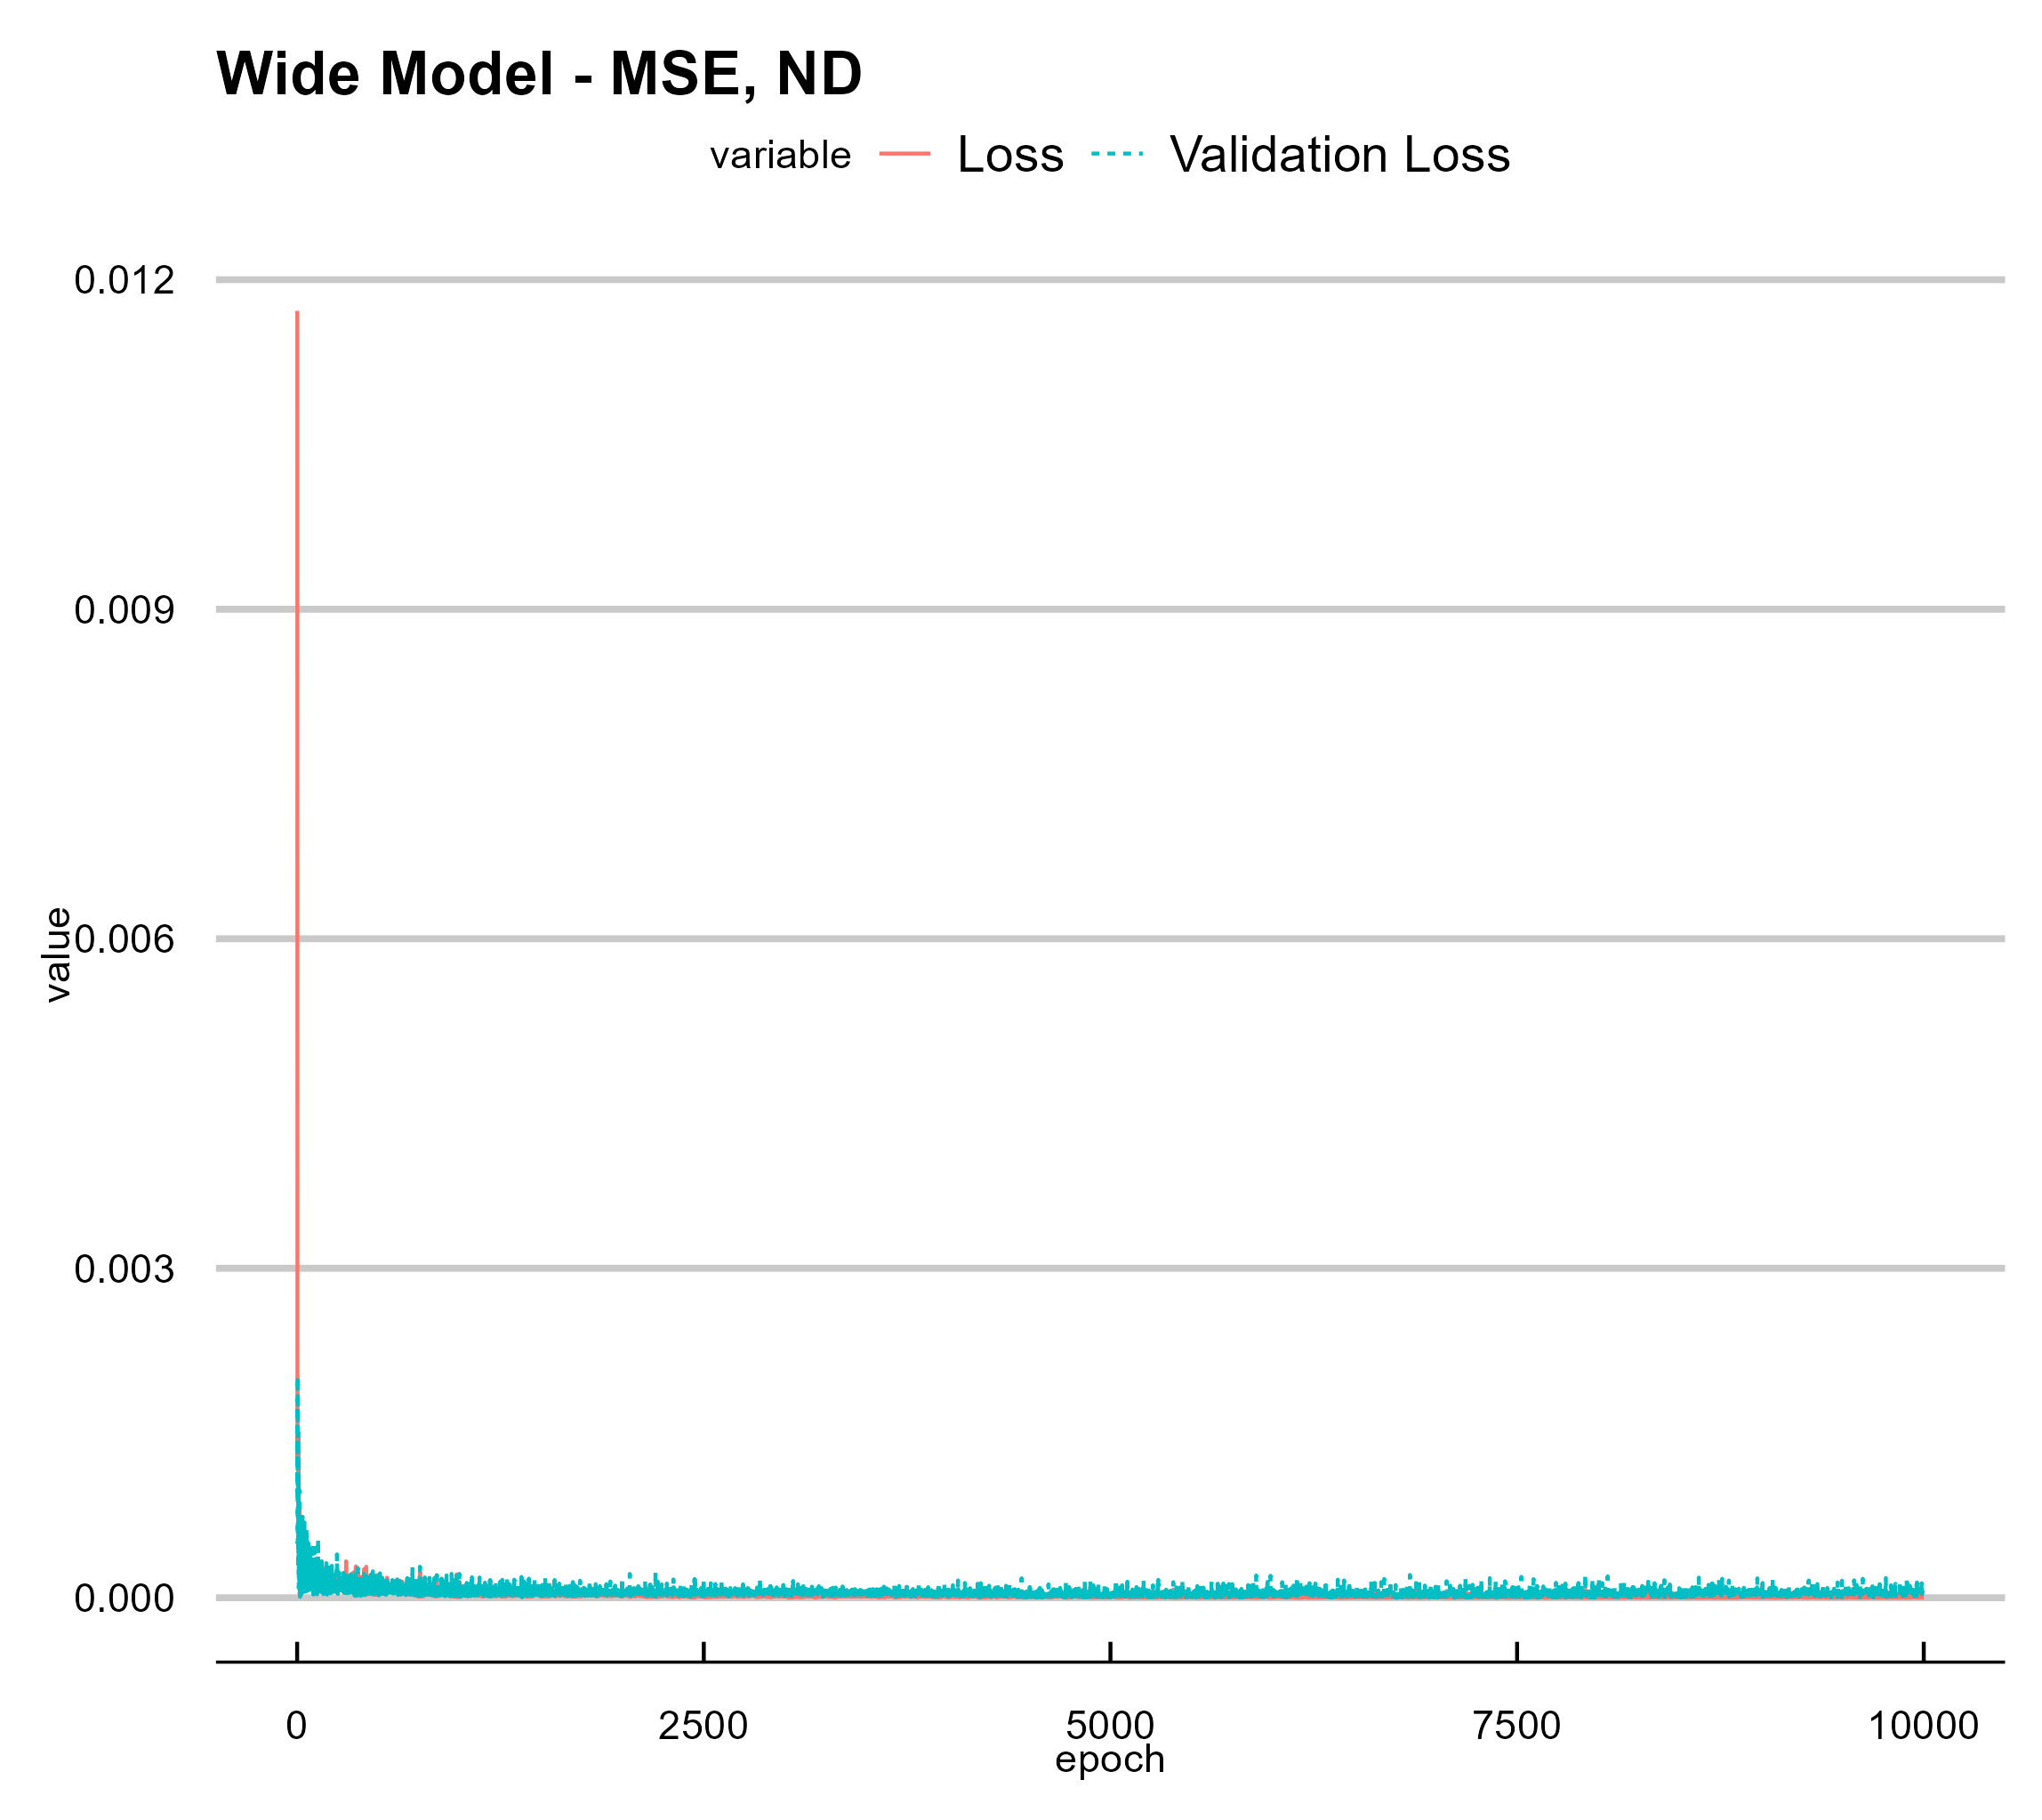 Wide Model - MSE, ND
variable Loss Validation Loss
0.012
0.009
0.006
0.003
0.000
value
0 2500 5000 7500 10000
epoch